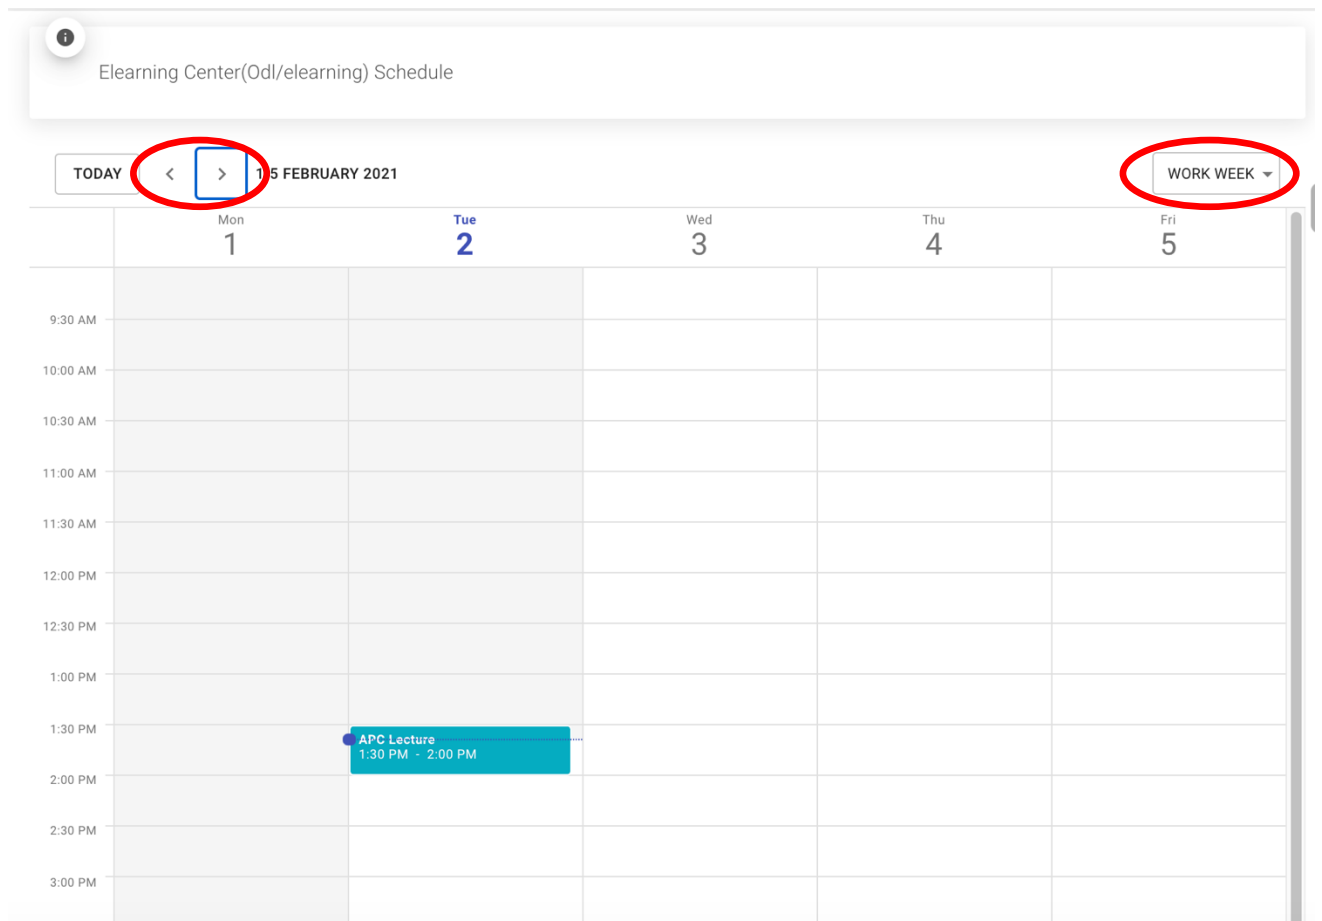 Elearning Center(Odl/elearning) Schedule
TODAY 1-5 FEBRUARY 2021 WORK WEEK
Mon Tue Wed Thu Fri
1 2 3 4 5
9:30 AM
10:00 AM
10:30 AM
11:00 AM
11:30 AM
12:00 PM
12:30 PM
1:00 PM
1:30 PM
APC Lecture
1:30 PM - 2:00 PM
2:00 PM
2:30 PM
3:00 PM